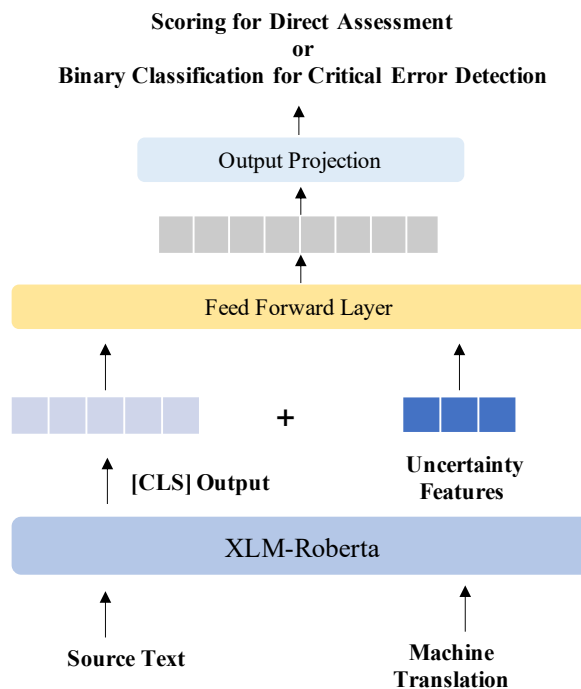 Scoring for Direct Assessment
or
Binary Classification for Critical Error Detection
Output Projection
Feed Forward Layer
+
[CLS] Output
Uncertainty
Features
XLM-Roberta
Source Text
Machine
Translation